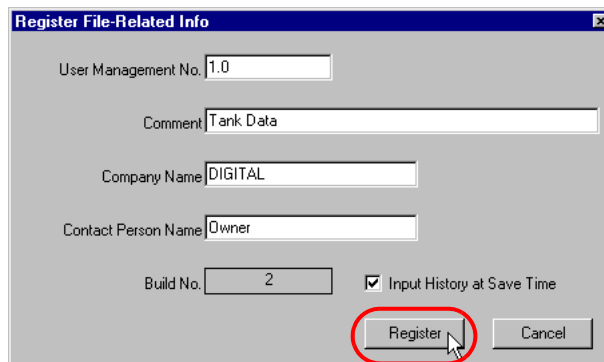 Register File-Related Info
User Management No. 1.0
Comment Tank Data
Company Name DIGITAL
Contact Person Name Owner
Build No. 2 Input History at Save Time
Register Cancel